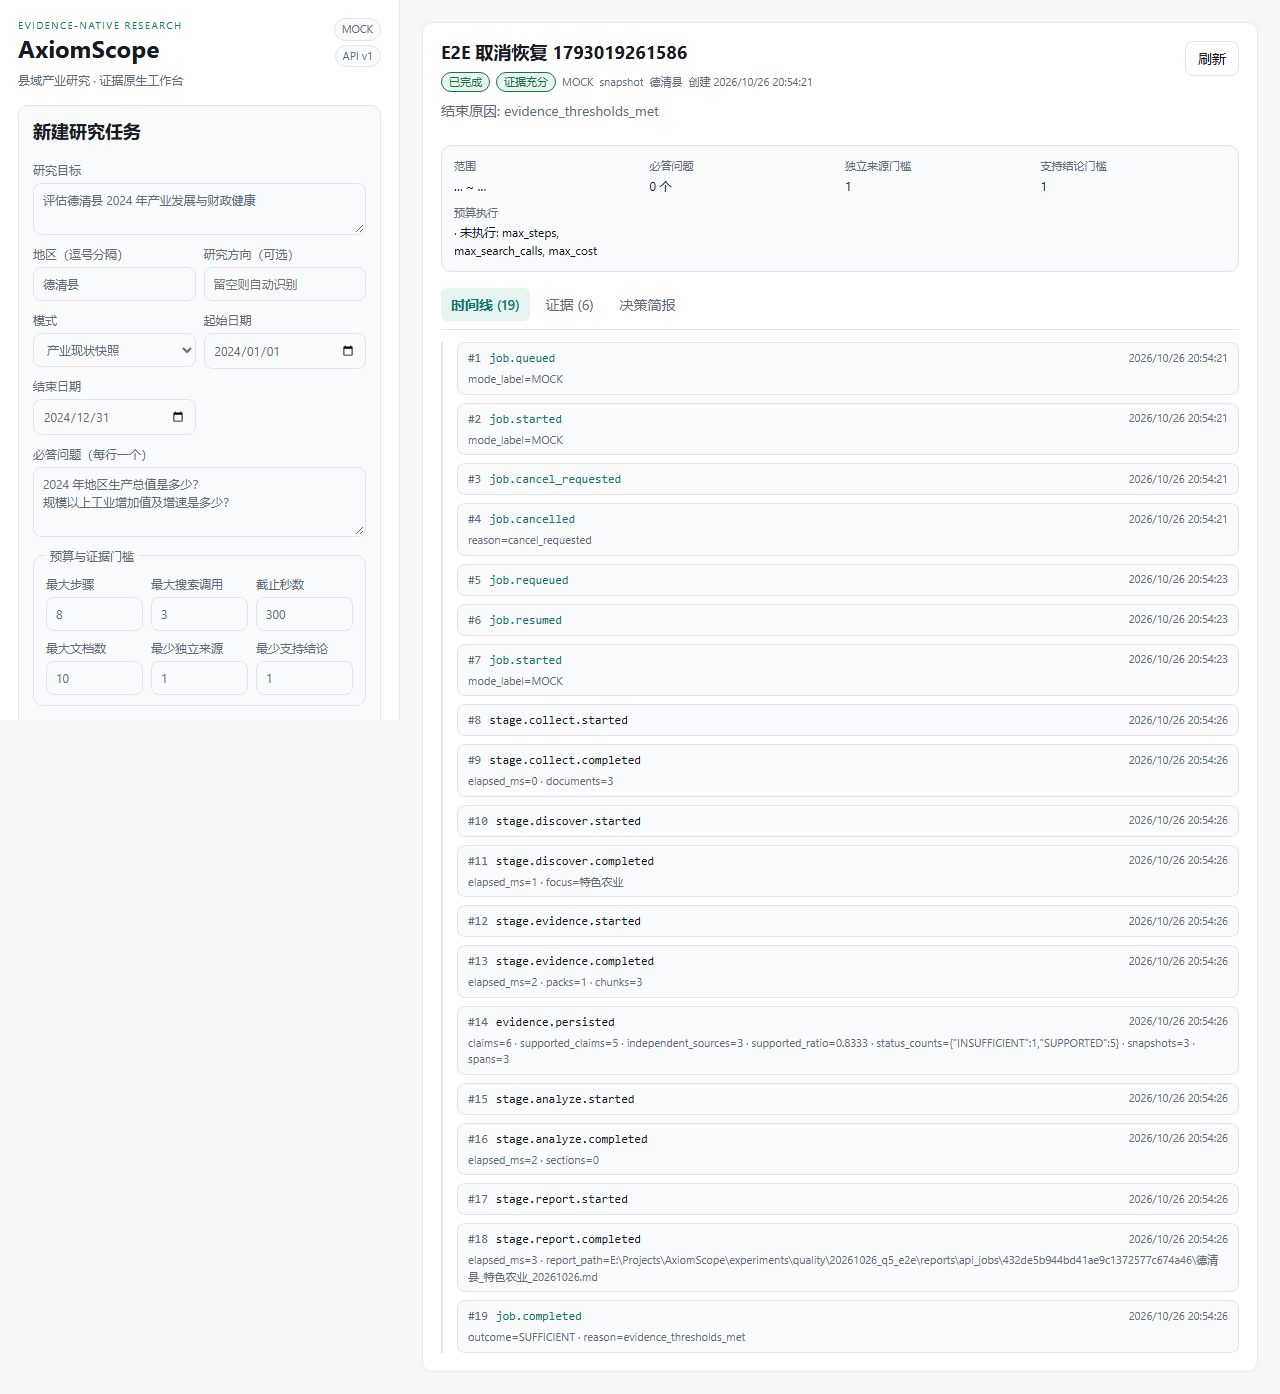 EVIDENCE-NATIVE RESEARCH
AxiomScope
MOCK
API v1
县域产业研究 · 证据原生工作台
新建研究任务
研究目标
评估德清县 2024 年产业发展与财政健康
地区（逗号分隔）
研究方向（可选）
德清县
留空则自动识别
模式
起始日期
产业现状快照
2024/01/01
结束日期
2024/12/31
必答问题（每行一个）
2024 年地区生产总值是多少？
规模以上工业增加值及增速是多少？
预算与证据门槛
最大步骤
最大搜索调用
截止秒数
8
3
300
最大文档数
最少独立来源
最少支持结论
10
1
1
E2E 取消恢复 1793019261586
刷新
已完成 证据充分 MOCK snapshot 德清县 创建 2026/10/26 20:54:21
结束原因: evidence_thresholds_met
范围
必答问题
独立来源门槛
支持结论门槛
... ~ ...
0 个
1
1
预算执行
· 未执行: max_steps,
max_search_calls, max_cost
时间线 (19)
证据 (6)
决策简报
#1 job.queued 2026/10/26 20:54:21
mode_label=MOCK
#2 job.started 2026/10/26 20:54:21
mode_label=MOCK
#3 job.cancel_requested 2026/10/26 20:54:21
#4 job.cancelled 2026/10/26 20:54:21
reason=cancel_requested
#5 job.requeued 2026/10/26 20:54:23
#6 job.resumed 2026/10/26 20:54:23
#7 job.started 2026/10/26 20:54:23
mode_label=MOCK
#8 stage.collect.started 2026/10/26 20:54:26
#9 stage.collect.completed 2026/10/26 20:54:26
elapsed_ms=0 · documents=3
#10 stage.discover.started 2026/10/26 20:54:26
#11 stage.discover.completed 2026/10/26 20:54:26
elapsed_ms=1 · focus=特色农业
#12 stage.evidence.started 2026/10/26 20:54:26
#13 stage.evidence.completed 2026/10/26 20:54:26
elapsed_ms=2 · packs=1 · chunks=3
#14 evidence.persisted 2026/10/26 20:54:26
claims=6 · supported_claims=5 · independent_sources=3 · supported_ratio=0.8333 · status_counts={"INSUFFICIENT":1,"SUPPORTED":5} · snapshots=3 ·
spans=3
#15 stage.analyze.started 2026/10/26 20:54:26
#16 stage.analyze.completed 2026/10/26 20:54:26
elapsed_ms=2 · sections=0
#17 stage.report.started 2026/10/26 20:54:26
#18 stage.report.completed 2026/10/26 20:54:26
elapsed_ms=3 · report_path=E:\Projects\AxiomScope\experiments\quality\20261026_q5_e2e\reports\api_jobs\432de5b944bd41ae9c1372577c674a46\德清
县_特色农业_20261026.md
#19 job.completed 2026/10/26 20:54:26
outcome=SUFFICIENT · reason=evidence_thresholds_met